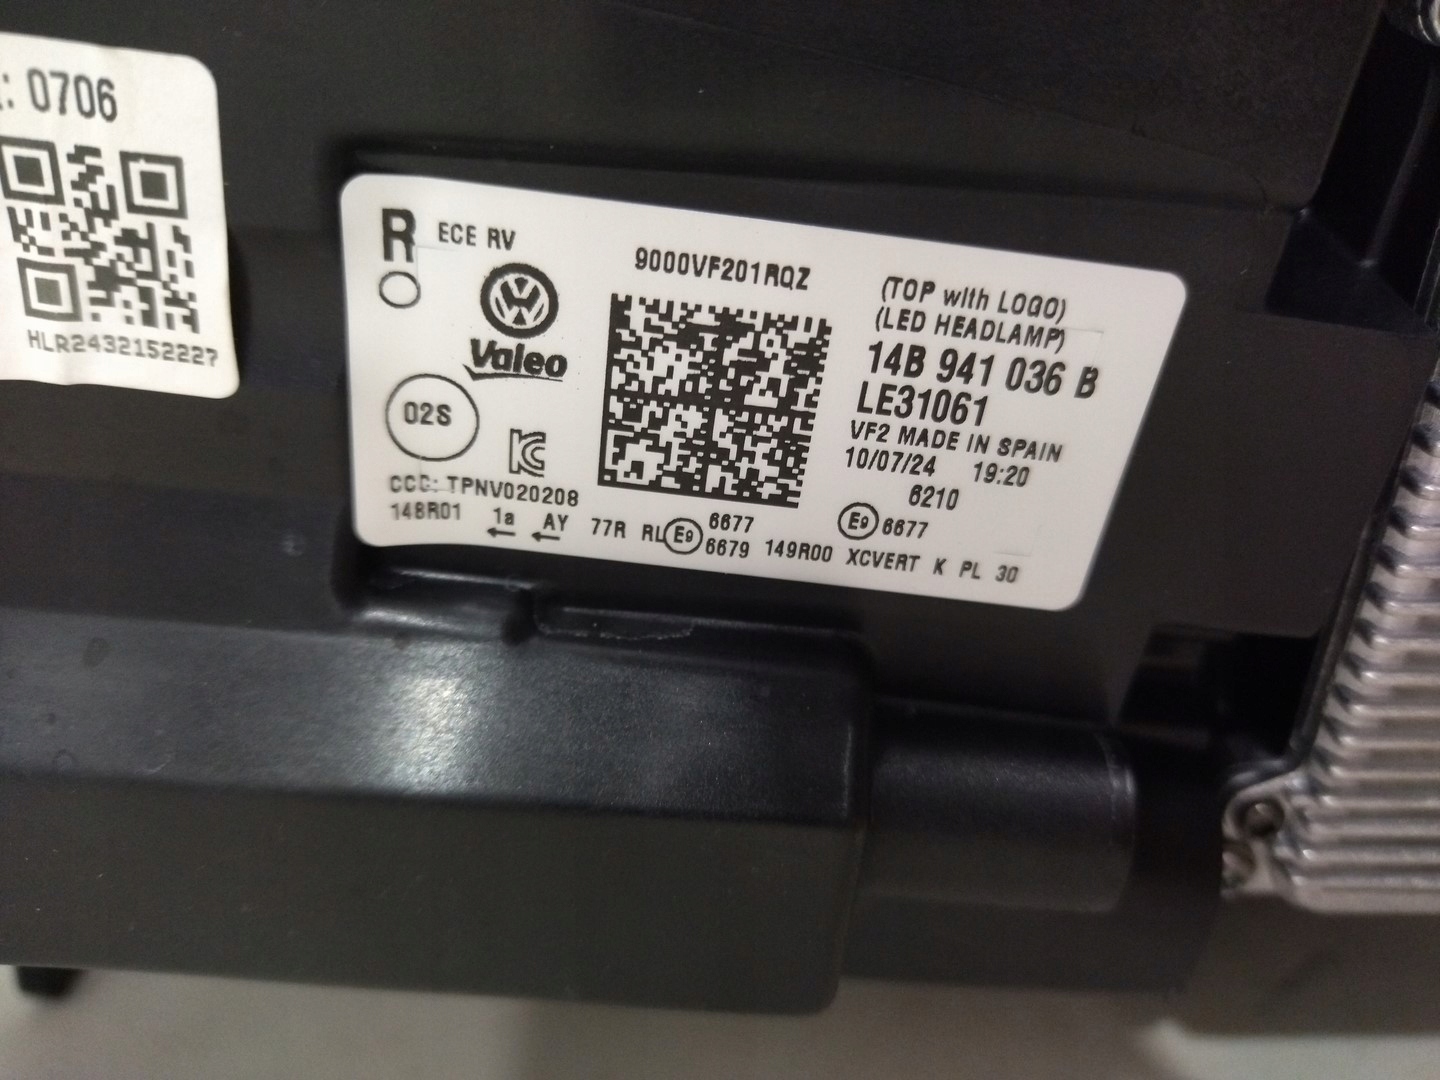 : 0706
HLR2432152227
R ECE RV
Valeo
02S
CCC: TPNV020208
9000VF201RQZ
(TOP with LOGO)
(LED HEADLAMP)
14B 941 036 B
LE31061
VF2 MADE IN SPAIN
10/07/24 19:20
6210
E9 6677
148R01 1a AY 77R RL E9 6677
6679 149R00 XCVERT K PL 30